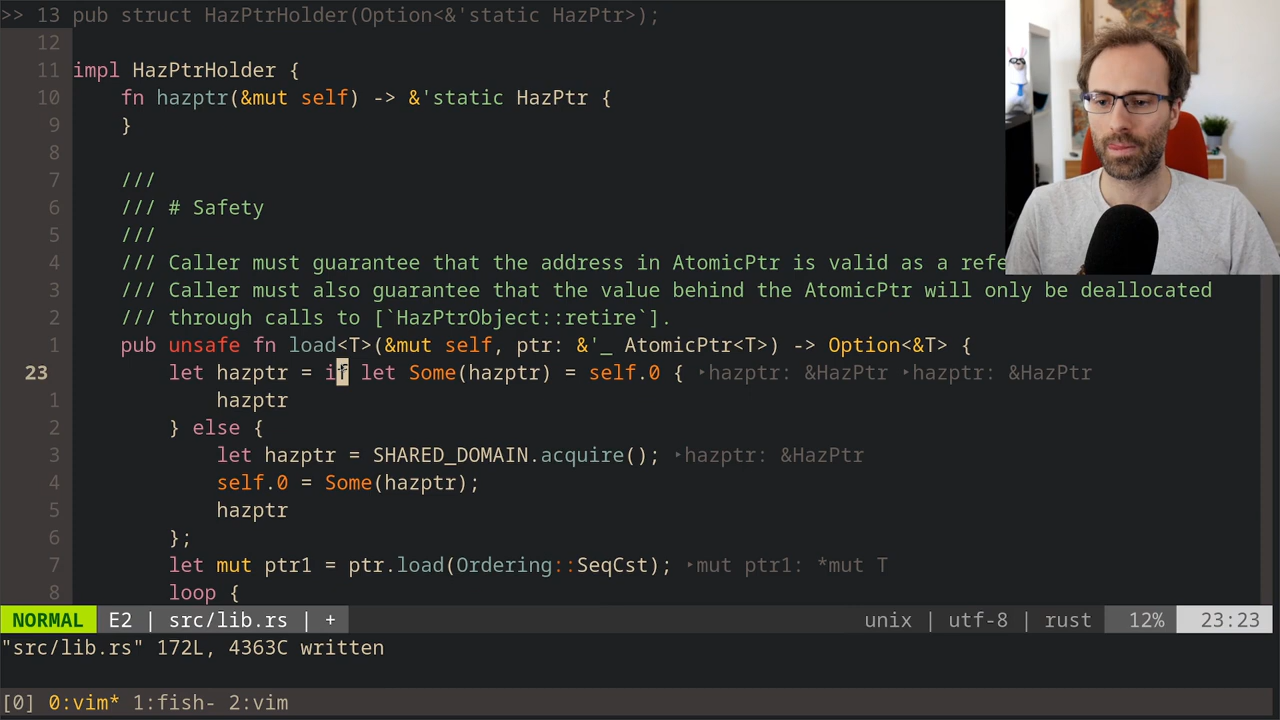 >> 13 pub struct HazPtrHolder(Option<&'static HazPtr>);
12
11 impl HazPtrHolder {
10     fn hazptr(&mut self) -> &'static HazPtr {
9     }
8
7     ///
6     /// # Safety
5     ///
4     /// Caller must guarantee that the address in AtomicPtr is valid as a refe
3     /// Caller must also guarantee that the value behind the AtomicPtr will only be deallocated
2     /// through calls to [`HazPtrObject::retire`].
1     pub unsafe fn load<T>(&mut self, ptr: &'_ AtomicPtr<T>) -> Option<&T> {
23         let hazptr = if let Some(hazptr) = self.0 { ‣hazptr: &HazPtr ‣hazptr: &HazPtr
1             hazptr
2         } else {
3             let hazptr = SHARED_DOMAIN.acquire(); ‣hazptr: &HazPtr
4             self.0 = Some(hazptr);
5             hazptr
6         };
7         let mut ptr1 = ptr.load(Ordering::SeqCst); ‣mut ptr1: *mut T
8         loop {
NORMAL E2 | src/lib.rs | + unix | utf-8 | rust 12% 23:23
"src/lib.rs" 172L, 4363C written
[0] 0:vim* 1:fish- 2:vim